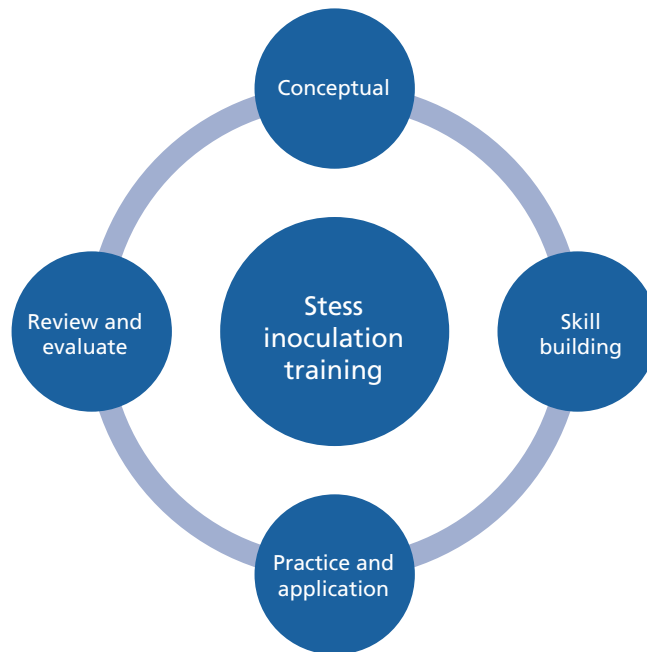 Conceptual
Review and
evaluate
Stess
inoculation
training
Skill
building
Practice and
application